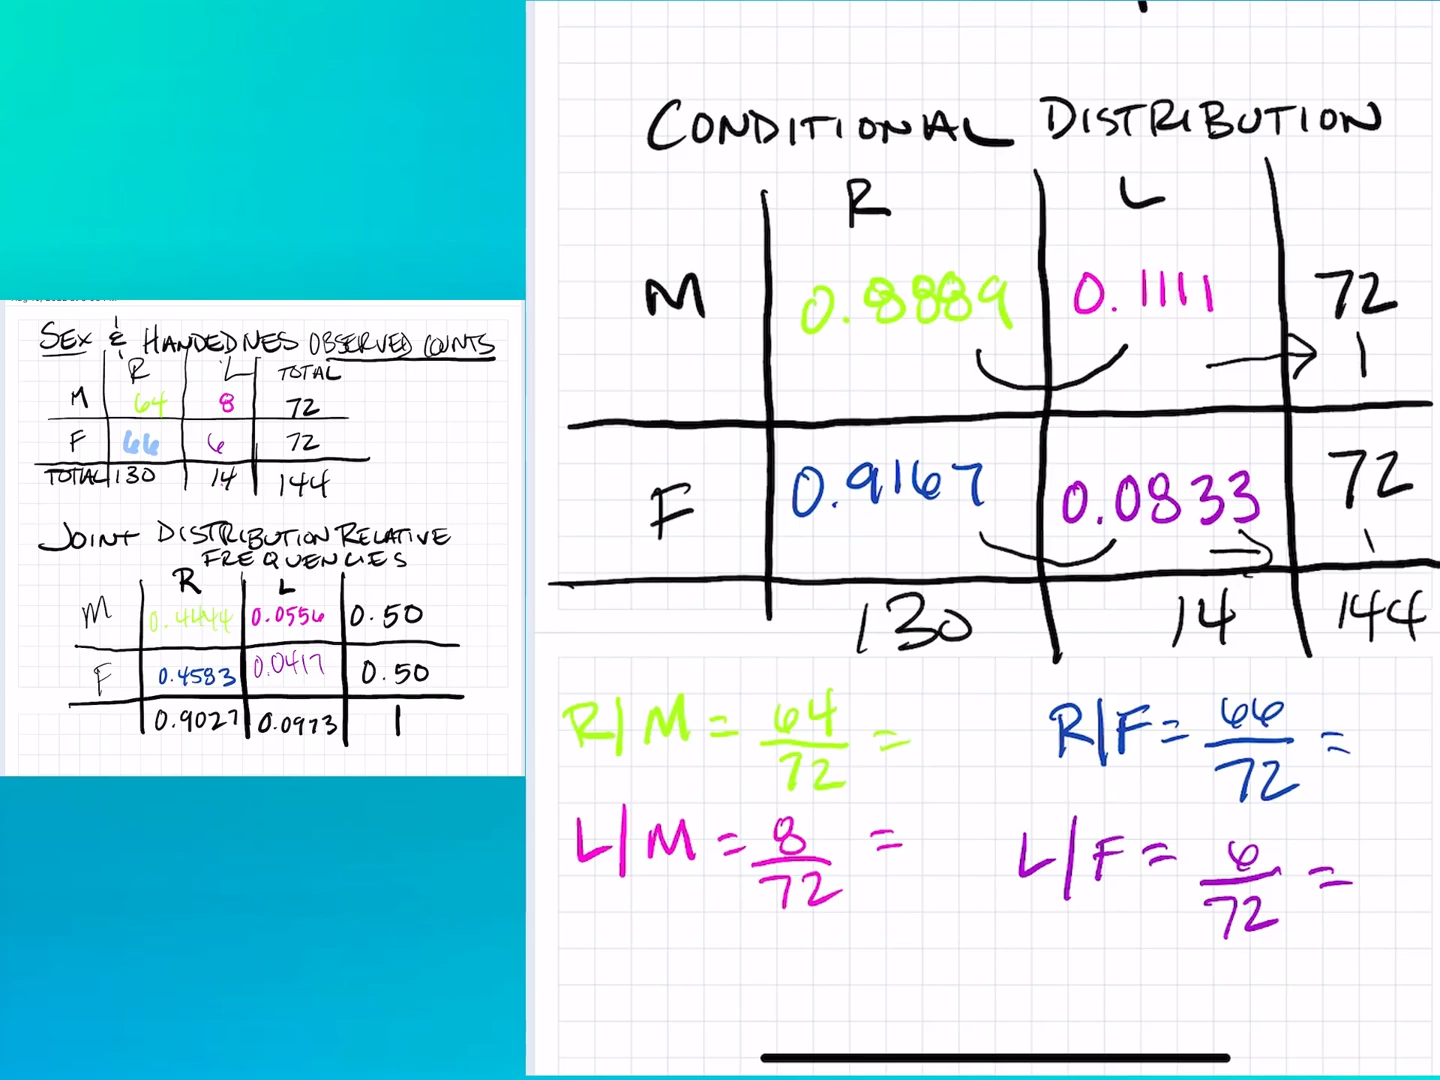 SEX & HANDEDNES OBSERVED COUNTS
R L TOTAL
M 64 8 72
F 66 6 72
TOTAL 130 14 144
JOINT DISTRIBUTION RELATIVE
FREQUENCIES
R L
M 0.4444 0.0556 0.50
F 0.4583 0.0417 0.50
0.9027 0.0973 1
CONDITIONAL DISTRIBUTION
R L
M 0.8889 0.1111 72
1
F 0.9167 0.0833 72
1
130 14 144
R/M = 64/72 =
R/F = 66/72 =
L/M = 8/72 =
L/F = 6/72 =